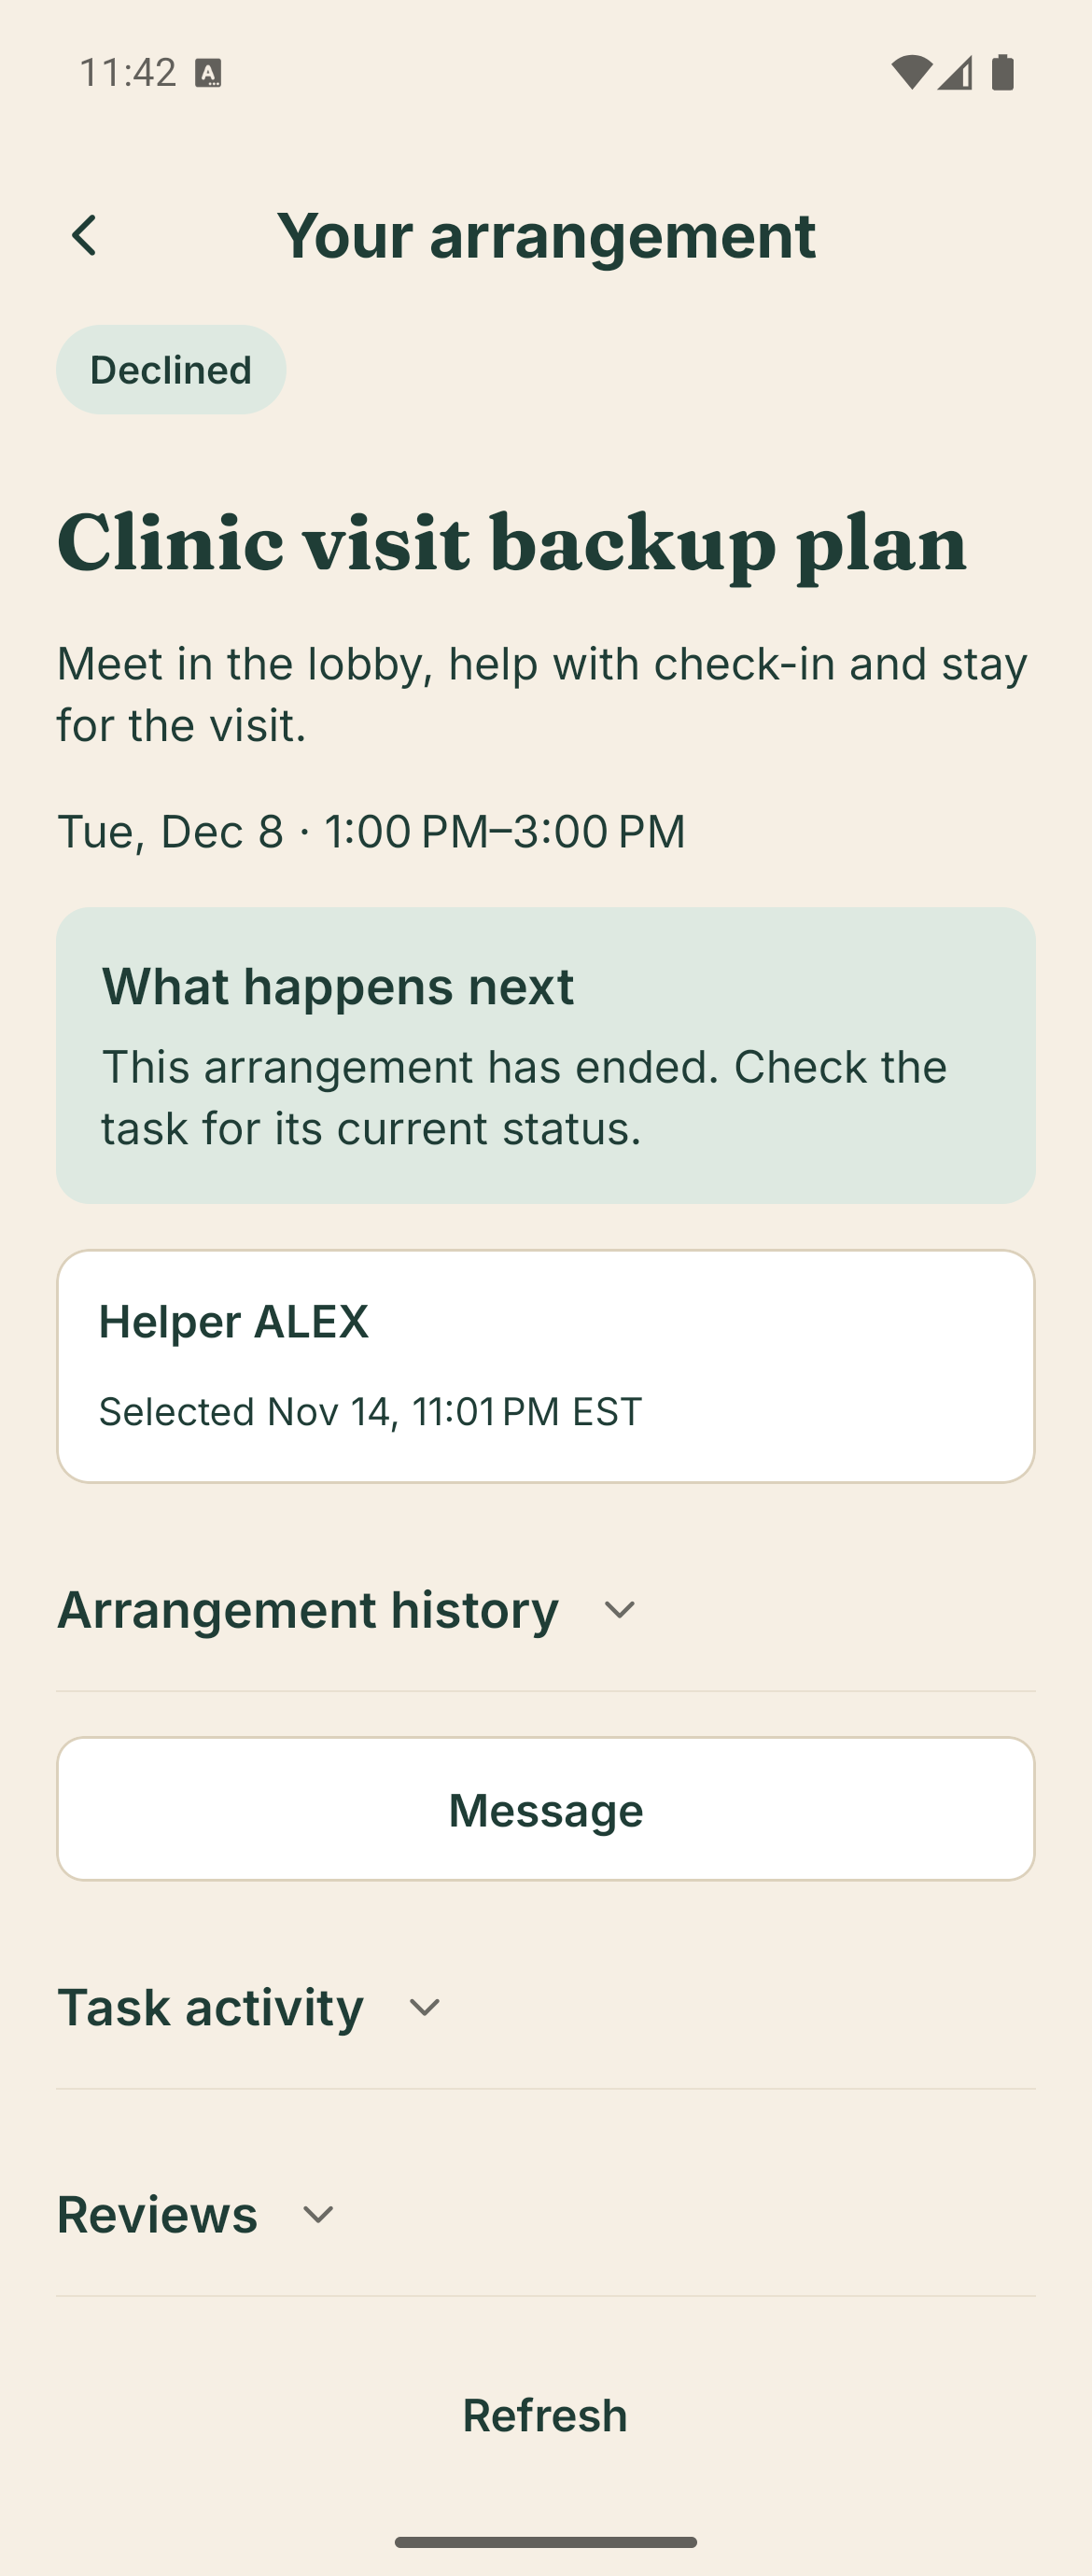 11:42
Your arrangement
Declined
Clinic visit backup plan
Meet in the lobby, help with check-in and stay
for the visit.
Tue, Dec 8 · 1:00 PM–3:00 PM
What happens next
This arrangement has ended. Check the
task for its current status.
Helper ALEX
Selected Nov 14, 11:01 PM EST
Arrangement history
Message
Task activity
Reviews
Refresh